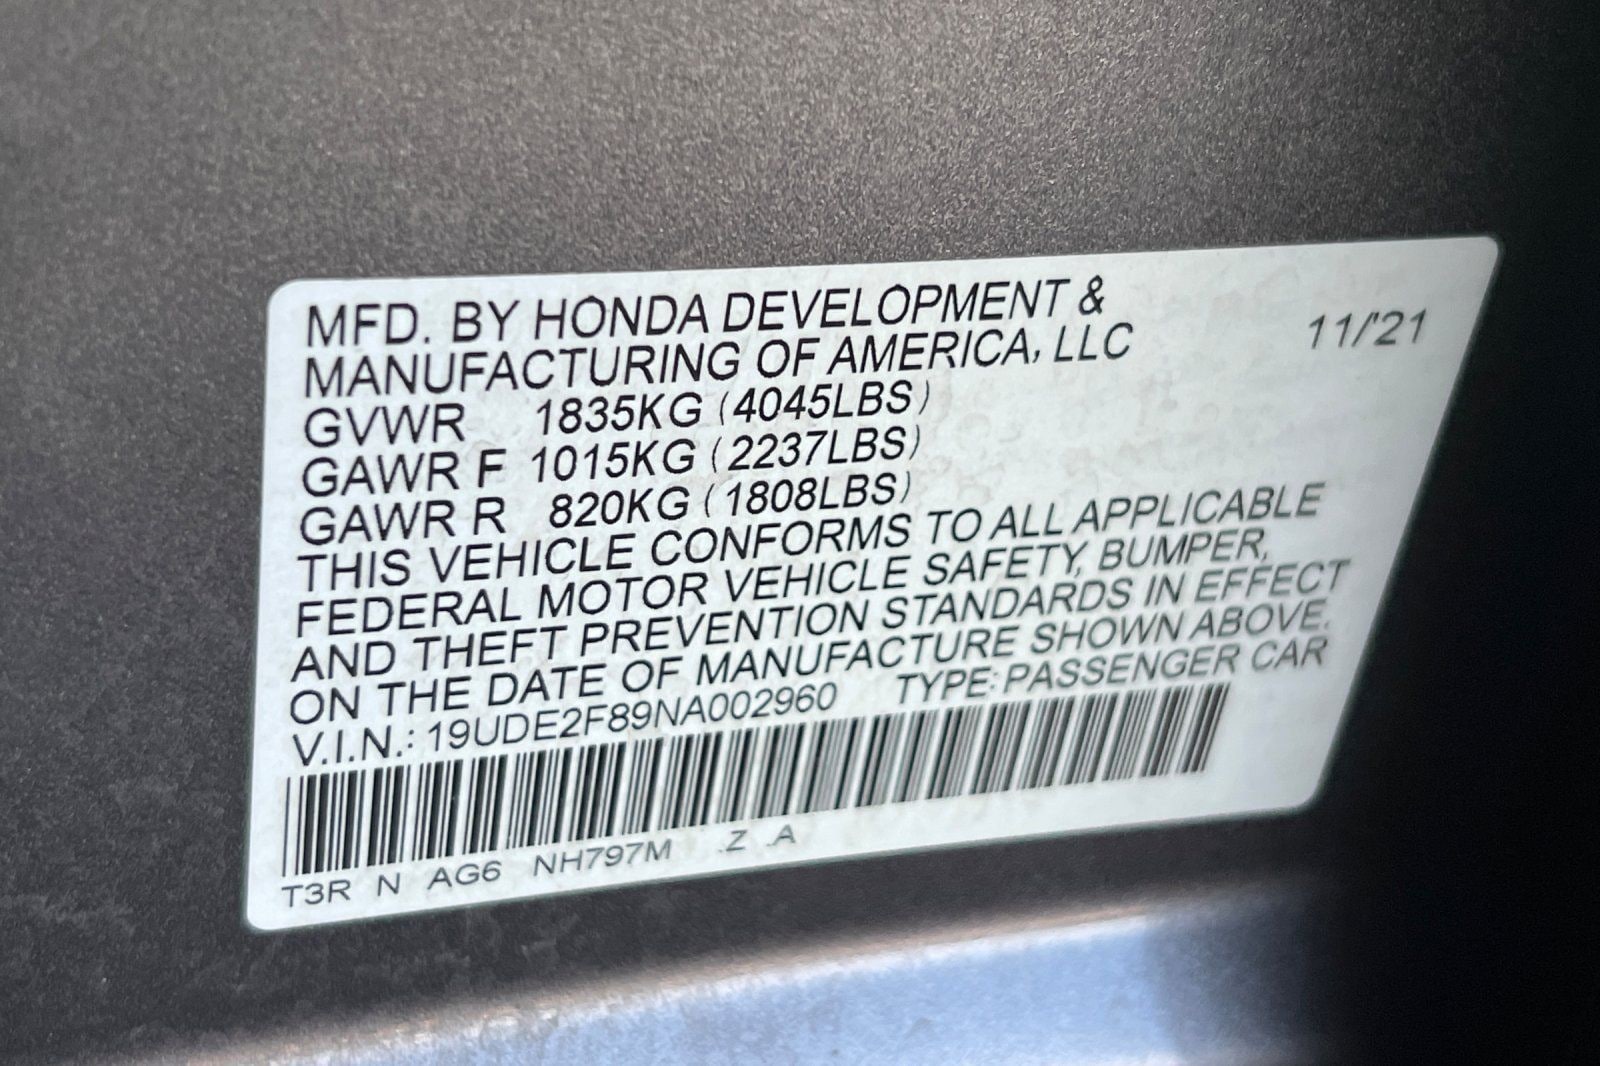 MFD. BY HONDA DEVELOPMENT &
MANUFACTURING OF AMERICA, LLC 11/'21
GVWR 1835KG (4045LBS)
GAWR F 1015KG (2237LBS)
GAWR R 820KG (1808LBS)
THIS VEHICLE CONFORMS TO ALL APPLICABLE
FEDERAL MOTOR VEHICLE SAFETY, BUMPER,
AND THEFT PREVENTION STANDARDS IN EFFECT
ON THE DATE OF MANUFACTURE SHOWN ABOVE.
V.I.N.: 19UDE2F89NA002960 TYPE: PASSENGER CAR
T3R N AG6 NH797M .Z .A